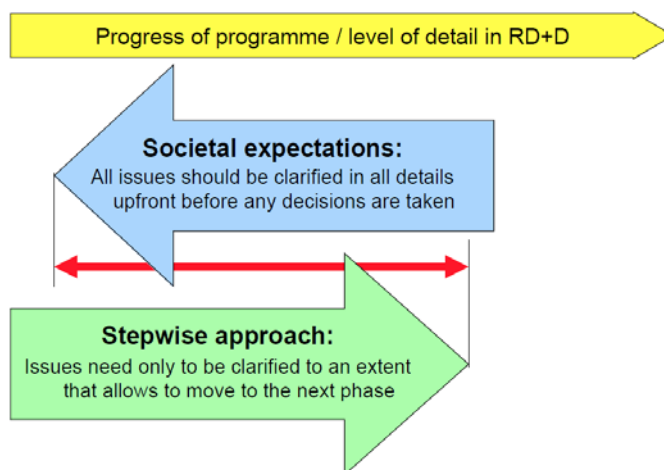 Progress of programme / level of detail in RD+D
Societal expectations:
All issues should be clarified in all details
upfront before any decisions are taken
Stepwise approach:
Issues need only to be clarified to an extent
that allows to move to the next phase